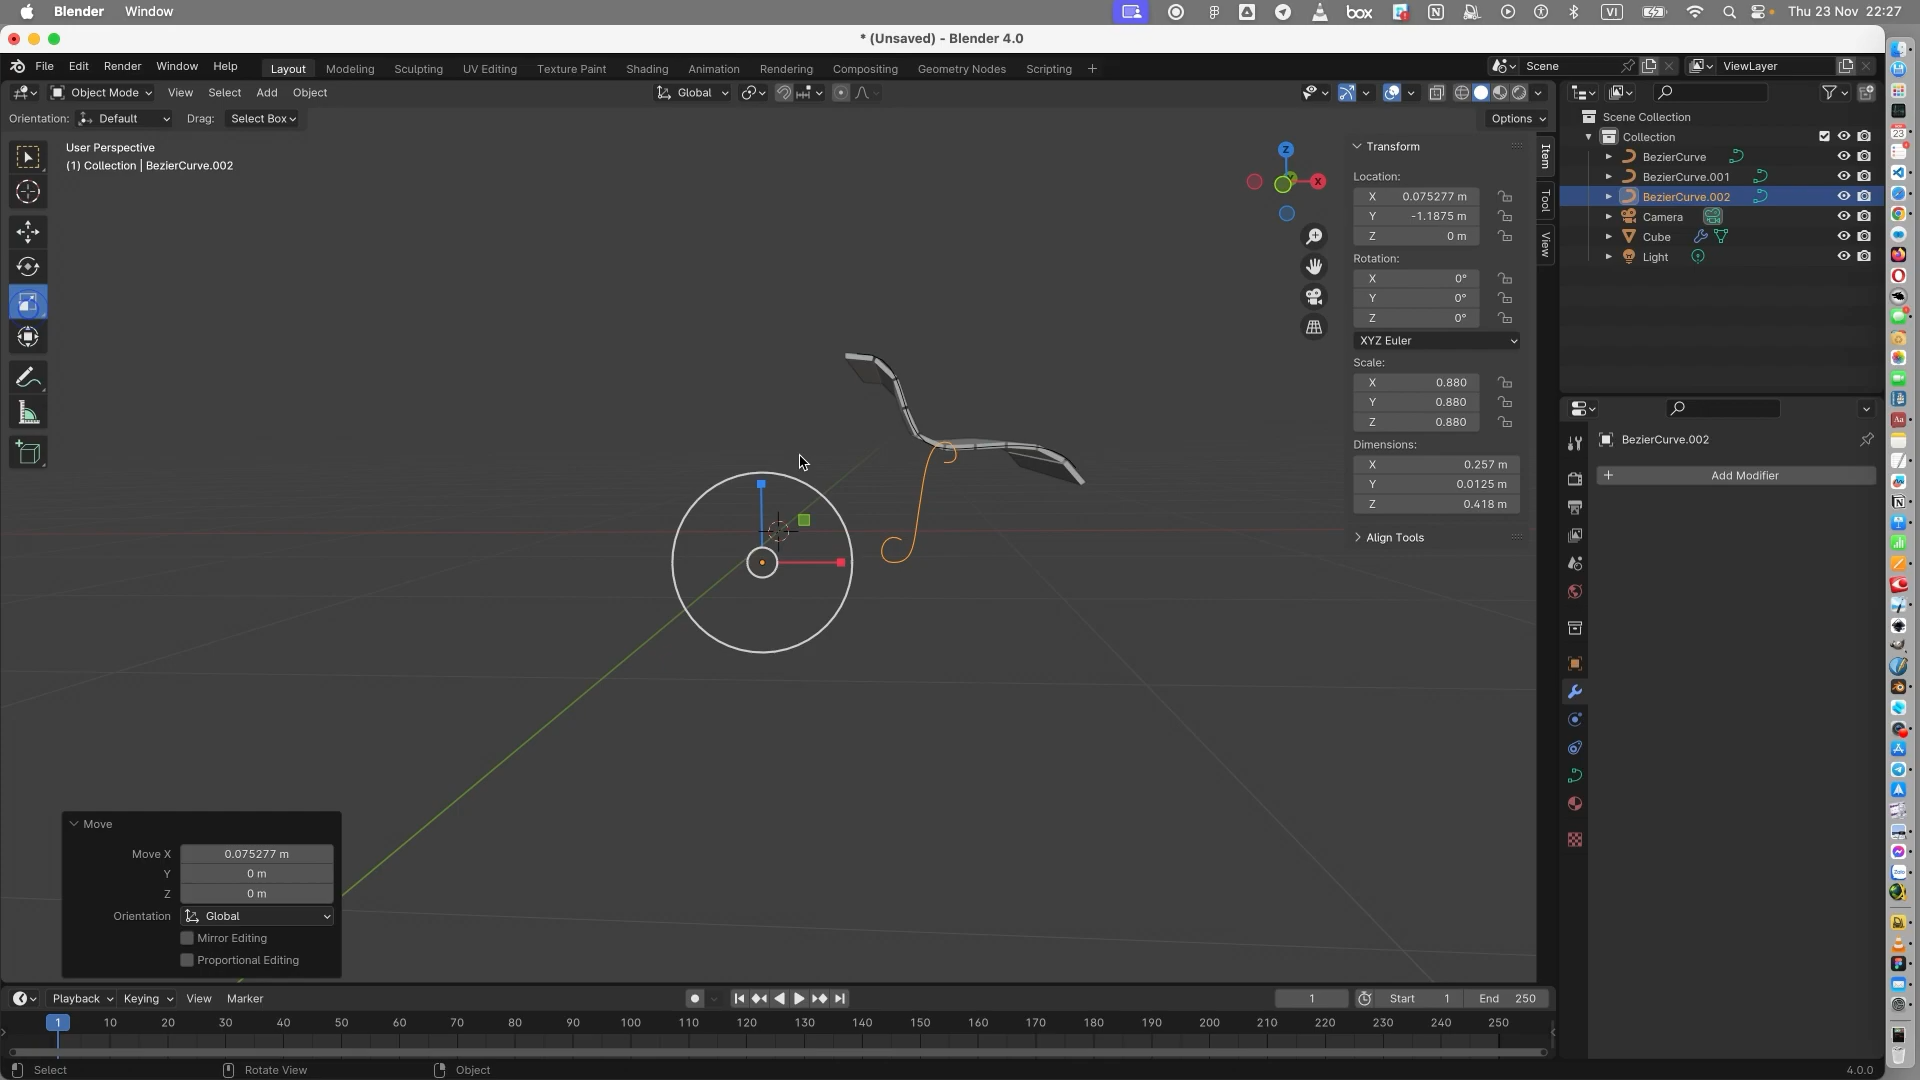 Blender Window
box
VI
Thu 23 Nov 22:27
* (Unsaved) - Blender 4.0
File Edit Render Window Help
Layout Modeling Sculpting UV Editing Texture Paint Shading Animation Rendering Compositing Geometry Nodes Scripting +
Scene
ViewLayer
Object Mode View Select Add Object
Global
Orientation: Default Drag: Select Box
Options
User Perspective
(1) Collection | BezierCurve.002
Z
X
Item
Tool
View
Transform
Location:
X 0.075277 m
Y -1.1875 m
Z 0 m
Rotation:
X 0°
Y 0°
Z 0°
XYZ Euler
Scale:
X 0.880
Y 0.880
Z 0.880
Dimensions:
X 0.257 m
Y 0.0125 m
Z 0.418 m
Align Tools
Scene Collection
Collection
BezierCurve
BezierCurve.001
BezierCurve.002
Camera
Cube
Light
BezierCurve.002
+ Add Modifier
Move
Move X 0.075277 m
Y 0 m
Z 0 m
Orientation Global
Mirror Editing
Proportional Editing
Playback Keying View Marker
1
Start 1
End 250
1 10 20 30 40 50 60 70 80 90 100 110 120 130 140 150 160 170 180 190 200 210 220 230 240 250
Select Rotate View Object
4.0.0